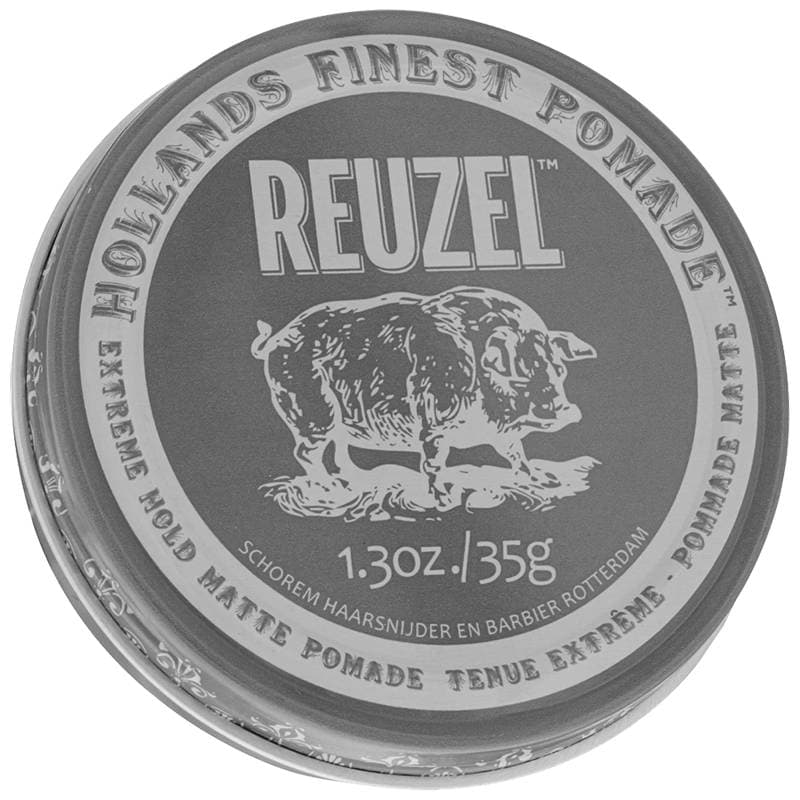 HOLLANDS FINEST POMADE™
REUZEL™
1.3oz./35g
SCHOREM HAARSNIJDER EN BARBIER ROTTERDAM
EXTREME HOLD MATTE POMADE TENUE EXTRÊME - POMMADE MATTE